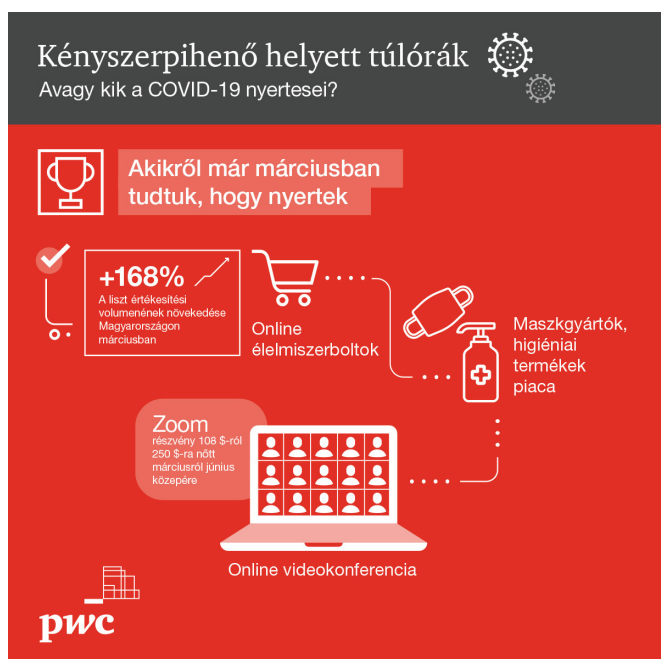 Kényszerpihenő helyett túlórák
Avagy kik a COVID-19 nyertesei?
Akikről már márciusban
tudtuk, hogy nyertek
+168%
A liszt értékesítési
volumenének növekedése
Magyarországon
márciusban
Online
élelmiszerboltok
Maszkgyártók,
higiéniai
termékek
piaca
Zoom
részvény 108 $-ról
250 $-ra nőtt
márciusról június
közepére
Online videokonferencia
pwc